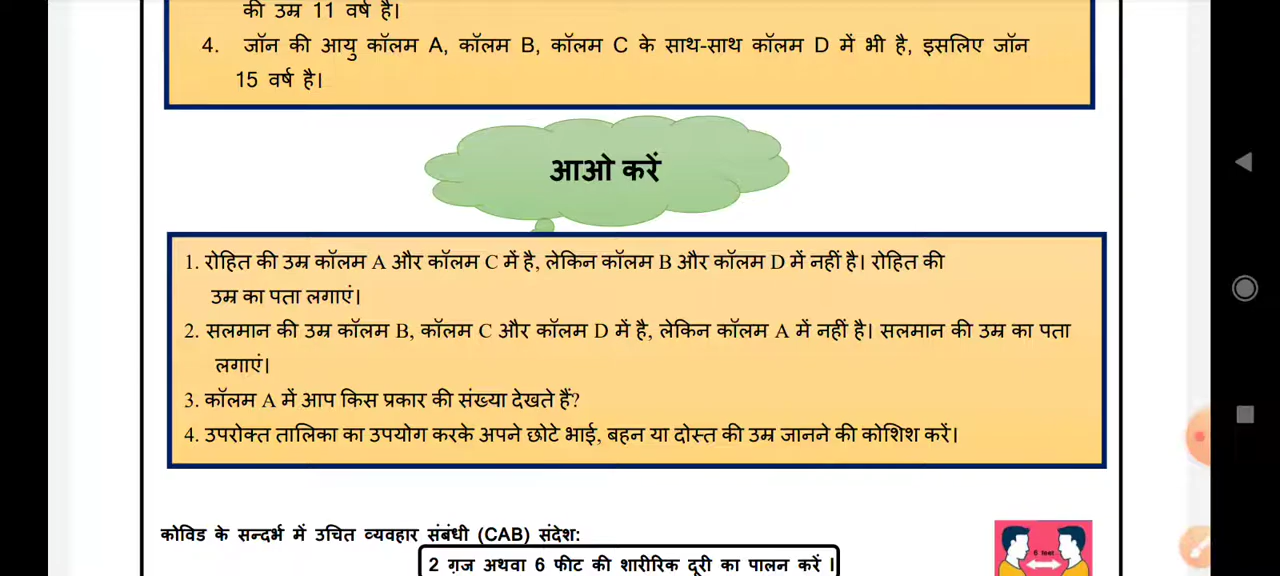 की उम्र 11 वर्ष है।
4. जॉन की आयु कॉलम A, कॉलम B, कॉलम C के साथ-साथ कॉलम D में भी है, इसलिए जॉन
15 वर्ष है।
आओ करें
1. रोहित की उम्र कॉलम A और कॉलम C में है, लेकिन कॉलम B और कॉलम D में नहीं है। रोहित की
उम्र का पता लगाएं।
2. सलमान की उम्र कॉलम B, कॉलम C और कॉलम D में है, लेकिन कॉलम A में नहीं है। सलमान की उम्र का पता
लगाएं।
3. कॉलम A में आप किस प्रकार की संख्या देखते हैं?
4. उपरोक्त तालिका का उपयोग करके अपने छोटे भाई, बहन या दोस्त की उम्र जानने की कोशिश करें।
कोविड के सन्दर्भ में उचित व्यवहार संबंधी (CAB) संदेश:
6 feet
2 ग़ज अथवा 6 फीट की शारीरिक दूरी का पालन करें ।